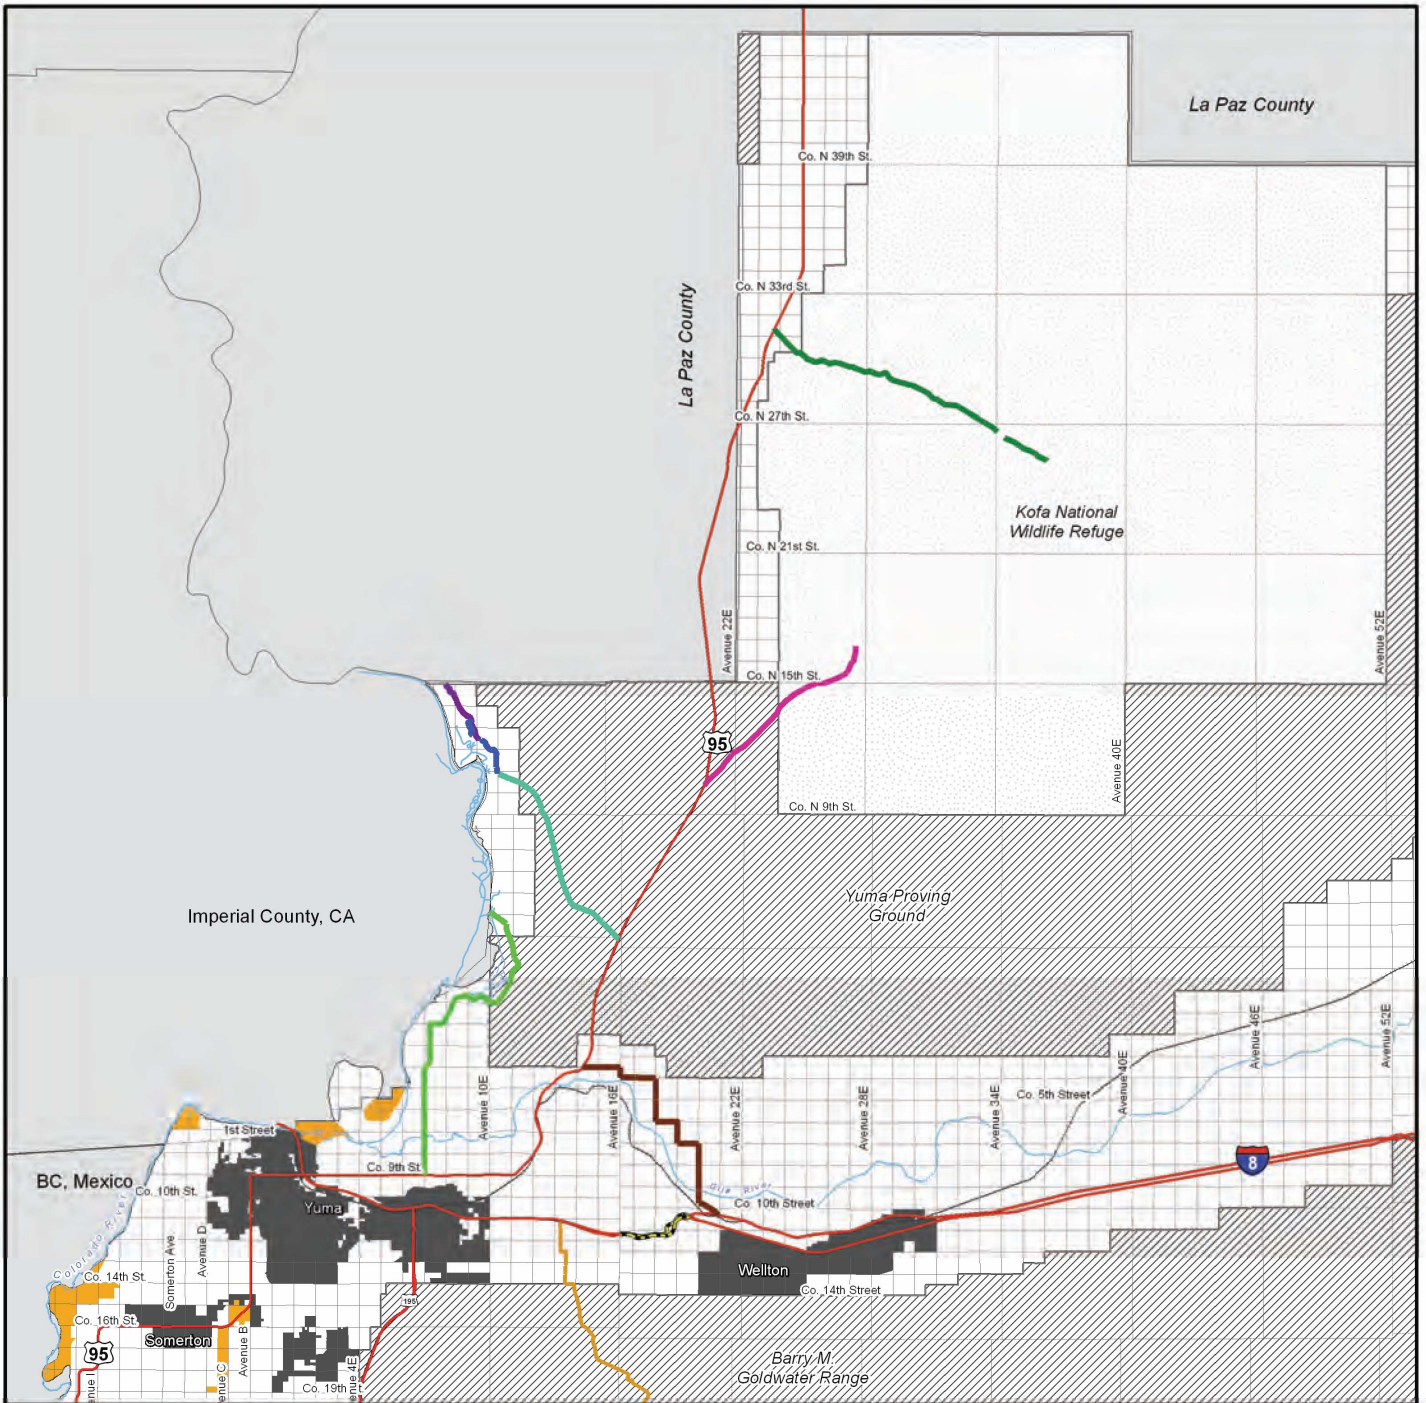 La Paz County
Co. N 39th St.
Co. N 33rd St.
La Paz County
Co. N 27th St.
Kofa National
Wildlife Refuge
Co. N 21st St.
Avenue 22E
Avenue 52E
Co. N 15th St.
95
Avenue 40E
Co. N 9th St.
Imperial County, CA
Yuma Proving
Ground
Avenue 46E
Avenue 52E
Avenue 10E
Avenue 16E
Avenue 22E
Avenue 28E
Avenue 34E
Avenue 40E
Co. 5th Street
1st Street
Co. 9th St.
8
BC, Mexico
Co. 10th St.
Gila River
Co. 10th Street
Yuma
Colorado River
Somerton Ave.
Avenue D
Wellton
Co. 14th St.
Co. 14th Street
195
Co. 16th St.
Somerton
95
Avenue B
Barry M.
Goldwater Range
Co. 19th St
enue I
enue C
enue 4E